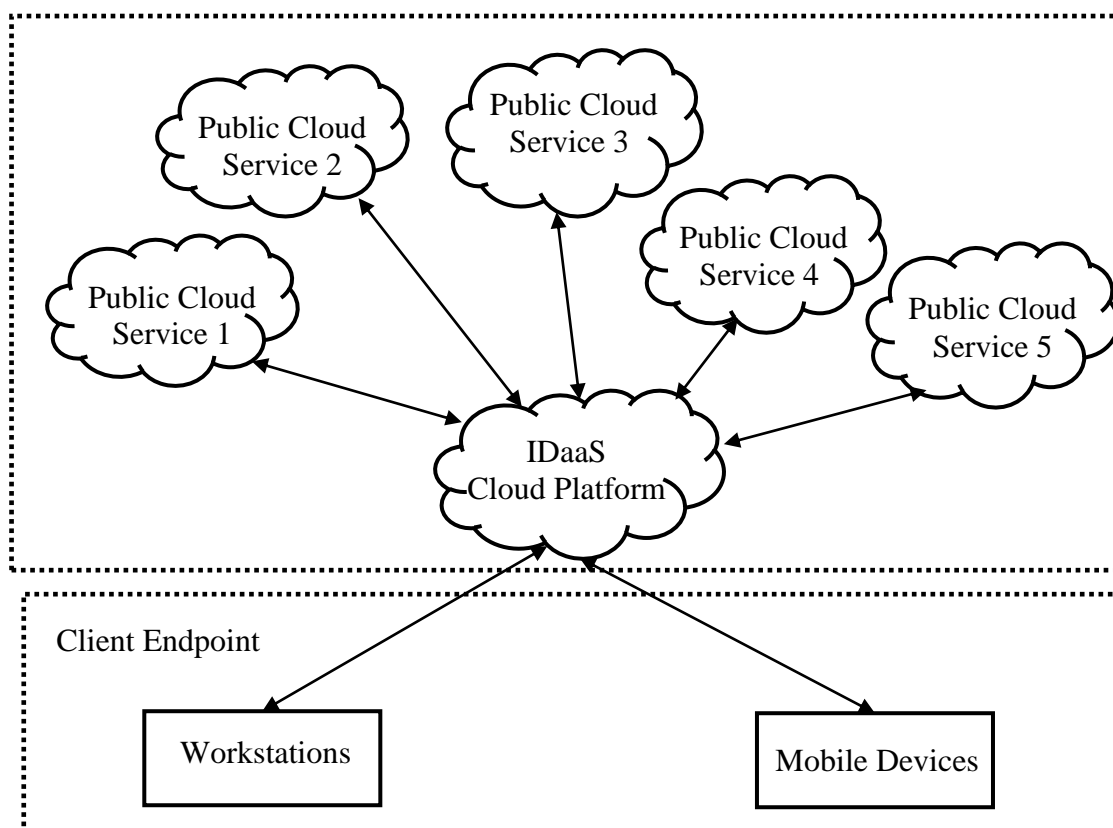 Public Cloud
Service 2
Public Cloud
Service 3
Public Cloud
Service 4
Public Cloud
Service 1
Public Cloud
Service 5
IDaaS
Cloud Platform
Client Endpoint
Workstations
Mobile Devices